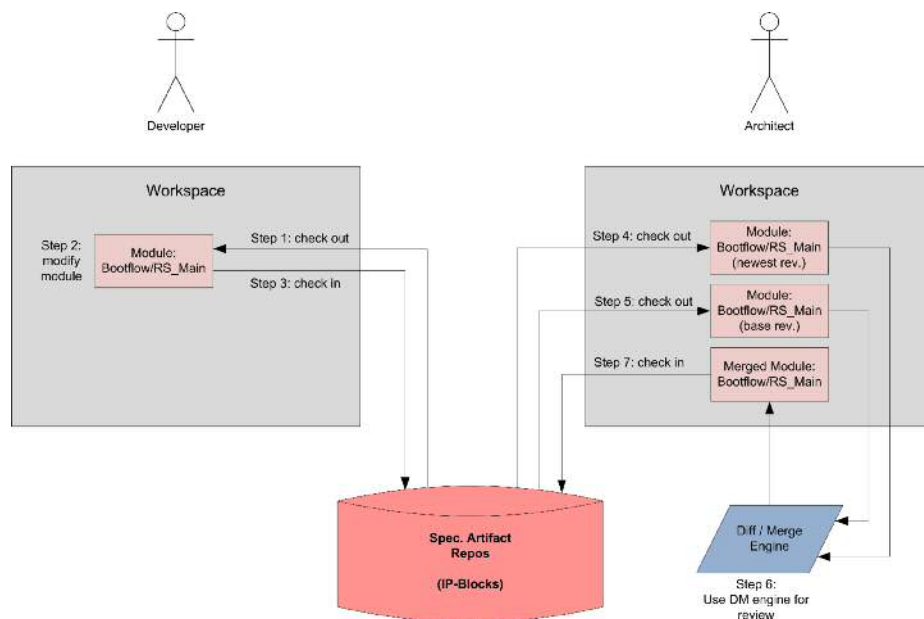 Developer
Architect
Workspace
Step 2:
modify
module
Module:
Bootflow/RS_Main
Step 1: check out
Step 3: check in
Workspace
Step 4: check out
Module:
Bootflow/RS_Main
(newest rev.)
Step 5: check out
Module:
Bootflow/RS_Main
(base rev.)
Step 7: check in
Merged Module:
Bootflow/RS_Main
Spec. Artifact
Repos
(IP-Blocks)
Diff / Merge
Engine
Step 6:
Use DM engine for
review